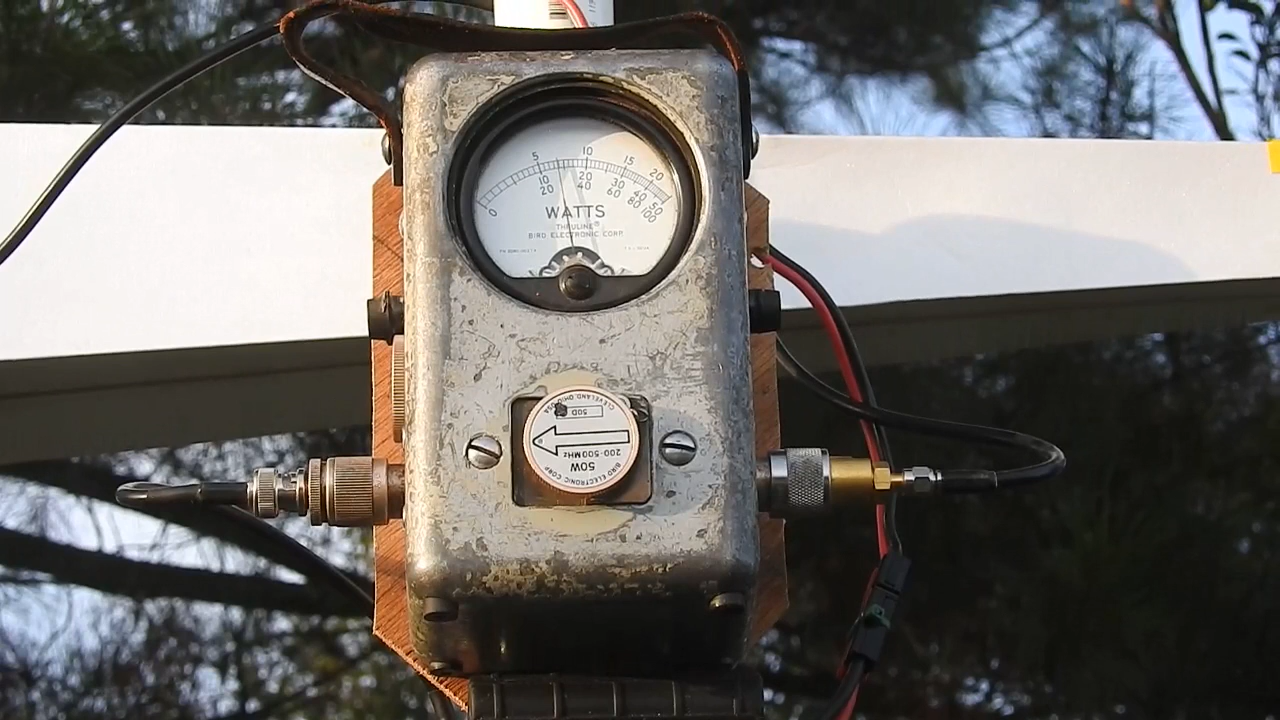 5 10 15 20
10 20 30 40 50
0 20 40 60 80 100
WATTS
THRULINE®
BIRD ELECTRONIC CORP.
CLEVELAND, OHIO, USA
50D
200-500MHz
50W
BIRD ELECTRONIC CORP